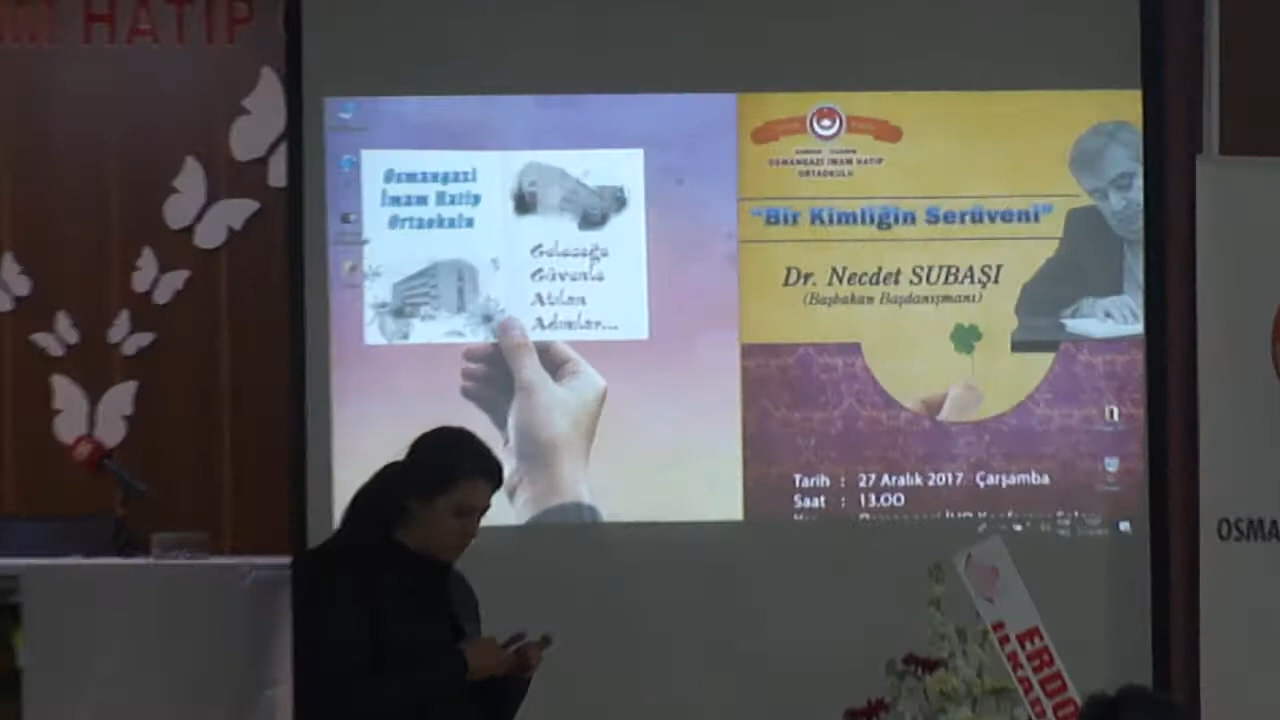 HATİP
Osmangazi
İmam Hatip
Ortaokulu
Geleceğe
Güvenle
Atılan
Adımlar...
OSMANGAZİ İMAM HATİP
ORTAOKULU
"Bir Kimliğin Serüveni"
Dr. Necdet SUBAŞI
(Başbakan Başdanışmanı)
Tarih : 27 Aralık 2017 Çarşamba
Saat : 13.00
OSMA
ERDO